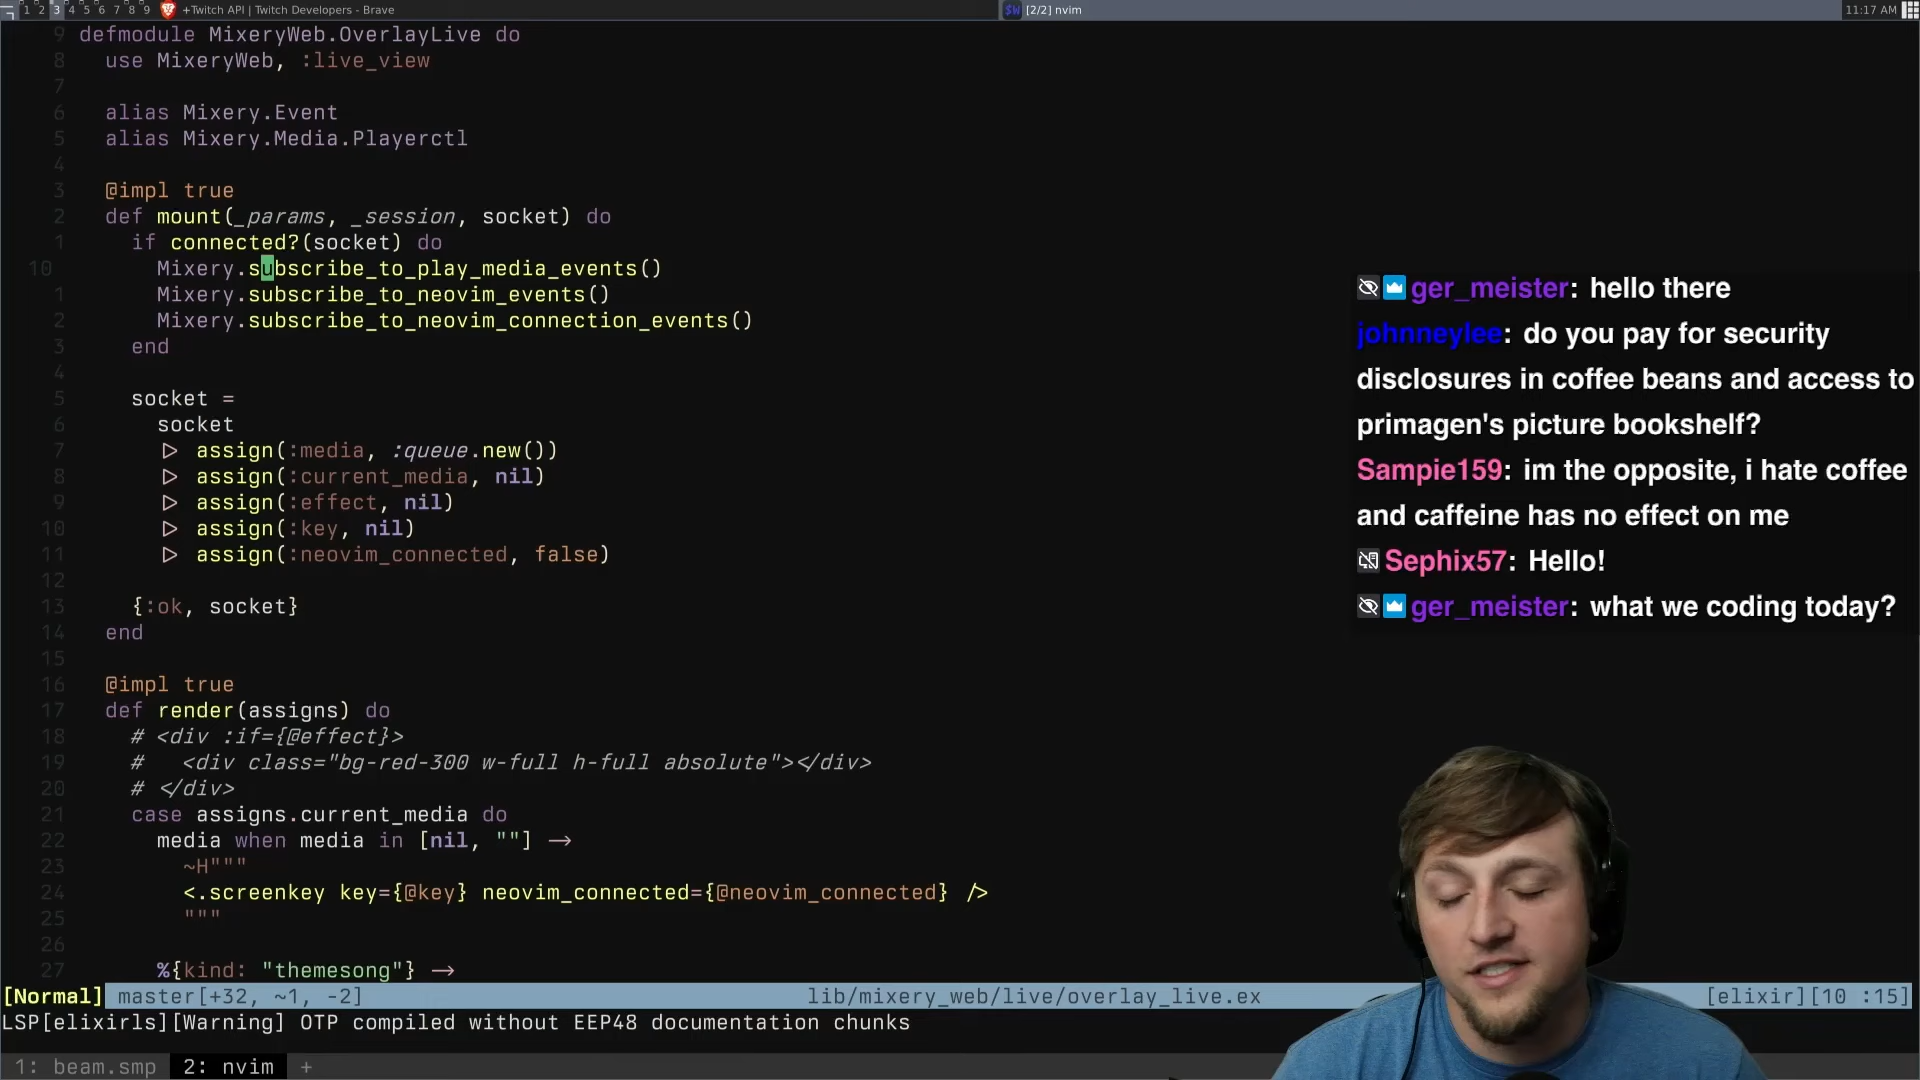 1 2 3 4 5 6 7 8 9 +Twitch API | Twitch Developers - Brave
$W [2/2] nvim
11:17 AM
9 defmodule MixeryWeb.OverlayLive do
8 use MixeryWeb, :live_view
7
6 alias Mixery.Event
5 alias Mixery.Media.Playerctl
4
3 @impl true
2 def mount(_params, _session, socket) do
1 if connected?(socket) do
10 Mixery.subscribe_to_play_media_events()
1 Mixery.subscribe_to_neovim_events()
2 Mixery.subscribe_to_neovim_connection_events()
3 end
4
5 socket =
6 socket
7 |> assign(:media, :queue.new())
8 |> assign(:current_media, nil)
9 |> assign(:effect, nil)
10 |> assign(:key, nil)
11 |> assign(:neovim_connected, false)
12
13 {:ok, socket}
14 end
15
16 @impl true
17 def render(assigns) do
18 # <div :if={@effect}>
19 # <div class="bg-red-300 w-full h-full absolute"></div>
20 # </div>
21 case assigns.current_media do
22 media when media in [nil, ""] ->
23 ~H"""
24 <.screenkey key={@key} neovim_connected={@neovim_connected} />
25 """
26
27 %{kind: "themesong"} ->
[Normal] master[+32, ~1, -2] lib/mixery_web/live/overlay_live.ex [elixir][10 :15]
LSP[elixirls][Warning] OTP compiled without EEP48 documentation chunks
1: beam.smp 2: nvim +
ger_meister: hello there
johnneylee: do you pay for security
disclosures in coffee beans and access to
primagen's picture bookshelf?
Sampie159: im the opposite, i hate coffee
and caffeine has no effect on me
Sephix57: Hello!
ger_meister: what we coding today?